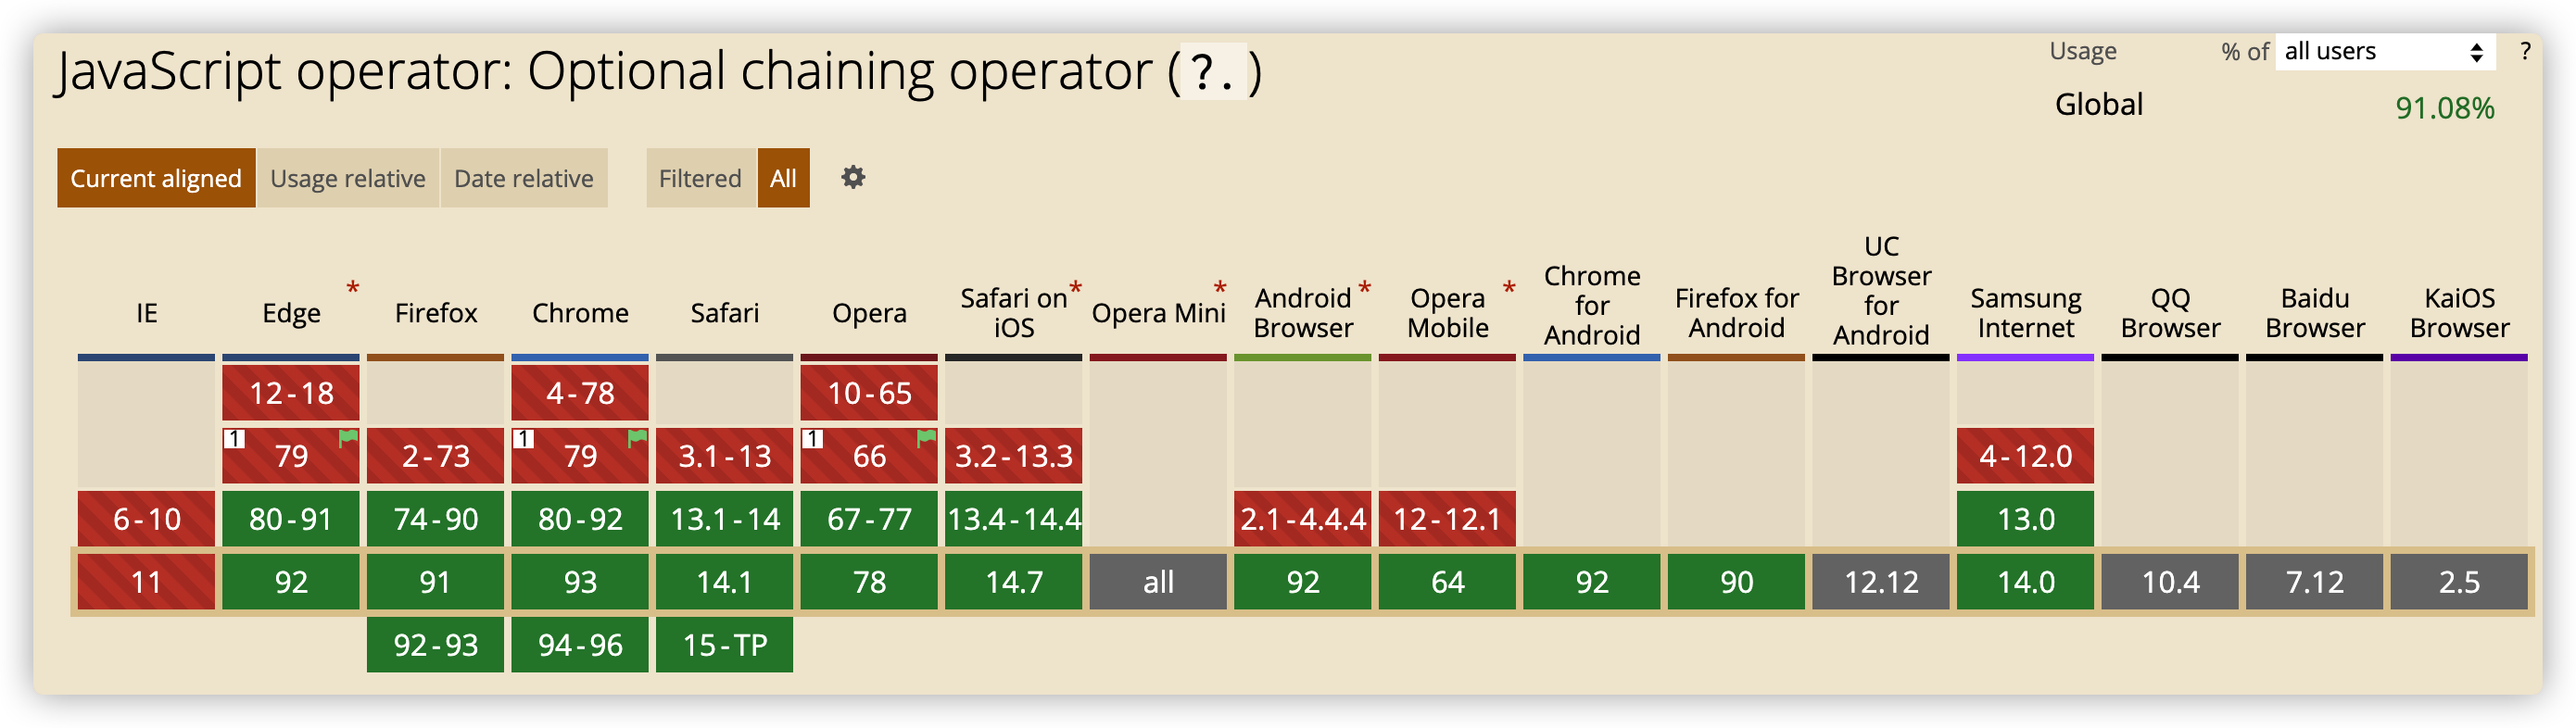 JavaScript operator: Optional chaining operator (?.)
Usage % of all users ?
Global 91.08%
Current aligned Usage relative Date relative Filtered All
IE
Edge *
Firefox
Chrome
Safari
Opera
Safari on *
iOS
Opera Mini *
Android *
Browser
Opera *
Mobile
Chrome
for
Android
Firefox for
Android
UC
Browser
for
Android
Samsung
Internet
QQ
Browser
Baidu
Browser
KaiOS
Browser
12-18 4-78 10-65
1 79 2-73 1 79 3.1-13 1 66 3.2-13.3 4-12.0
6-10 80-91 74-90 80-92 13.1-14 67-77 13.4-14.4 2.1-4.4.4 12-12.1 13.0
11 92 91 93 14.1 78 14.7 all 92 64 92 90 12.12 14.0 10.4 7.12 2.5
92-93 94-96 15-TP